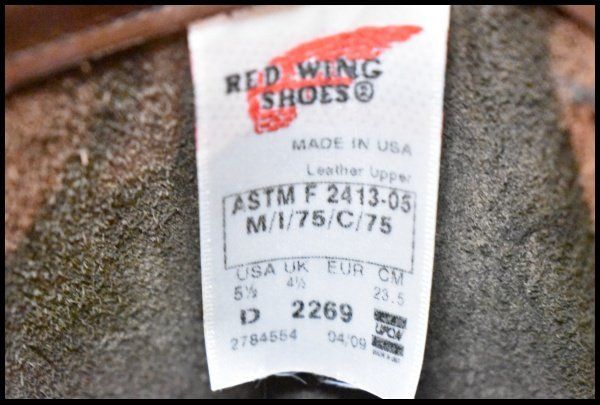 RED WING
SHOES®
MADE IN USA
Leather Upper
ASTM F 2413-05
M/I/75/C/75
USA UK EUR CM
5½ 4½ 23.5
D 2269
2784554 04/09